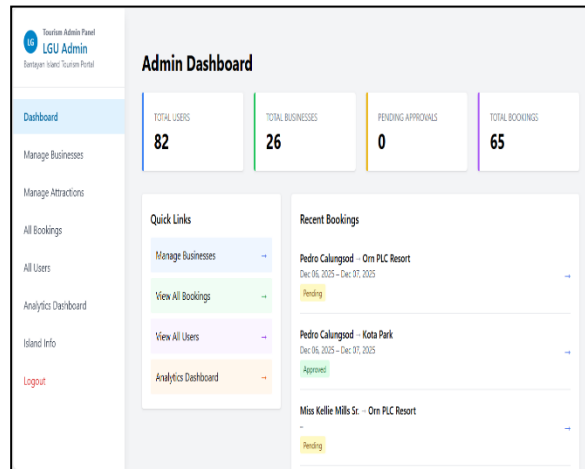 Tourism Admin Panel
LG
LGU Admin
Bantayan Island Tourism Portal
Dashboard
Manage Businesses
Manage Attractions
All Bookings
All Users
Analytics Dashboard
Island Info
Logout
Admin Dashboard
TOTAL USERS
82
TOTAL BUSINESSES
26
PENDING APPROVALS
0
TOTAL BOOKINGS
65
Quick Links
Manage Businesses →
View All Bookings →
View All Users →
Analytics Dashboard →
Recent Bookings
Pedro Calungsod – Orn PLC Resort
Dec 06, 2025 – Dec 07, 2025 →
Pending
Pedro Calungsod – Kota Park
Dec 06, 2025 – Dec 07, 2025 →
Approved
Miss Kellie Mills Sr. – Orn PLC Resort
– →
Pending